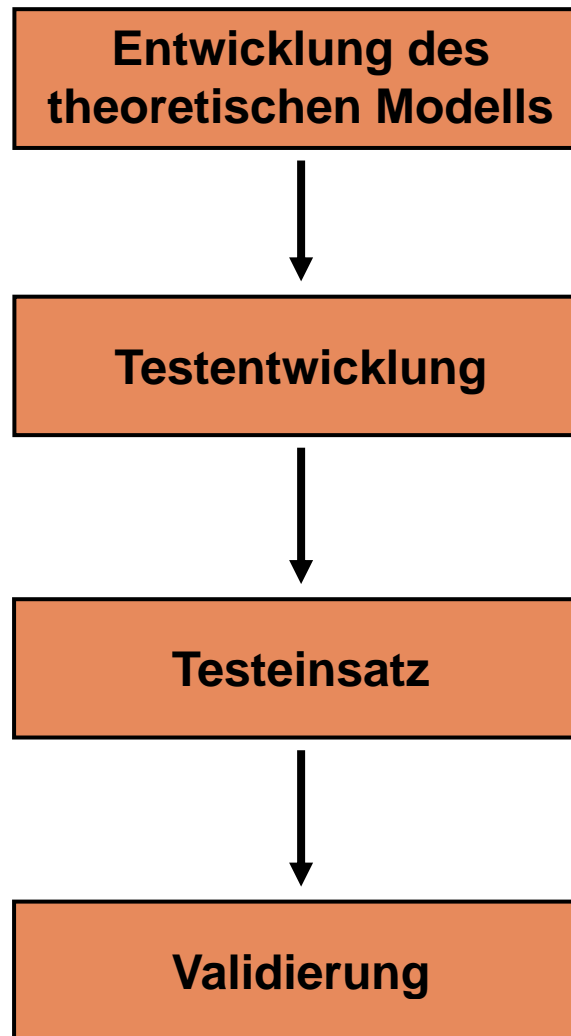 Entwicklung des
theoretischen Modells
Testentwicklung
Testeinsatz
Validierung